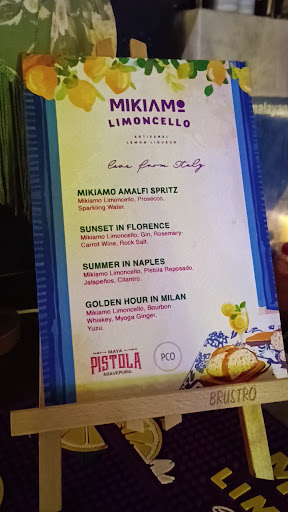 MIKIAMO
LIMONCELLO
ARTISANAL
LEMON LIQUEUR
love from Italy
MIKIAMO AMALFI SPRITZ
Mikiamo Limoncello, Prosecco,
Sparkling Water.
SUNSET IN FLORENCE
Mikiamo Limoncello, Gin, Rosemary-
Carrot Wine, Rock Salt.
SUMMER IN NAPLES
Mikiamo Limoncello, Pistola Reposado,
Jalapeños, Cilantro.
GOLDEN HOUR IN MILAN
Mikiamo Limoncello, Bourbon
Whiskey, Myoga Ginger,
Yuzu.
MAYA
PISTOLA
AGAVEPURA
PCO
BRUSTRO